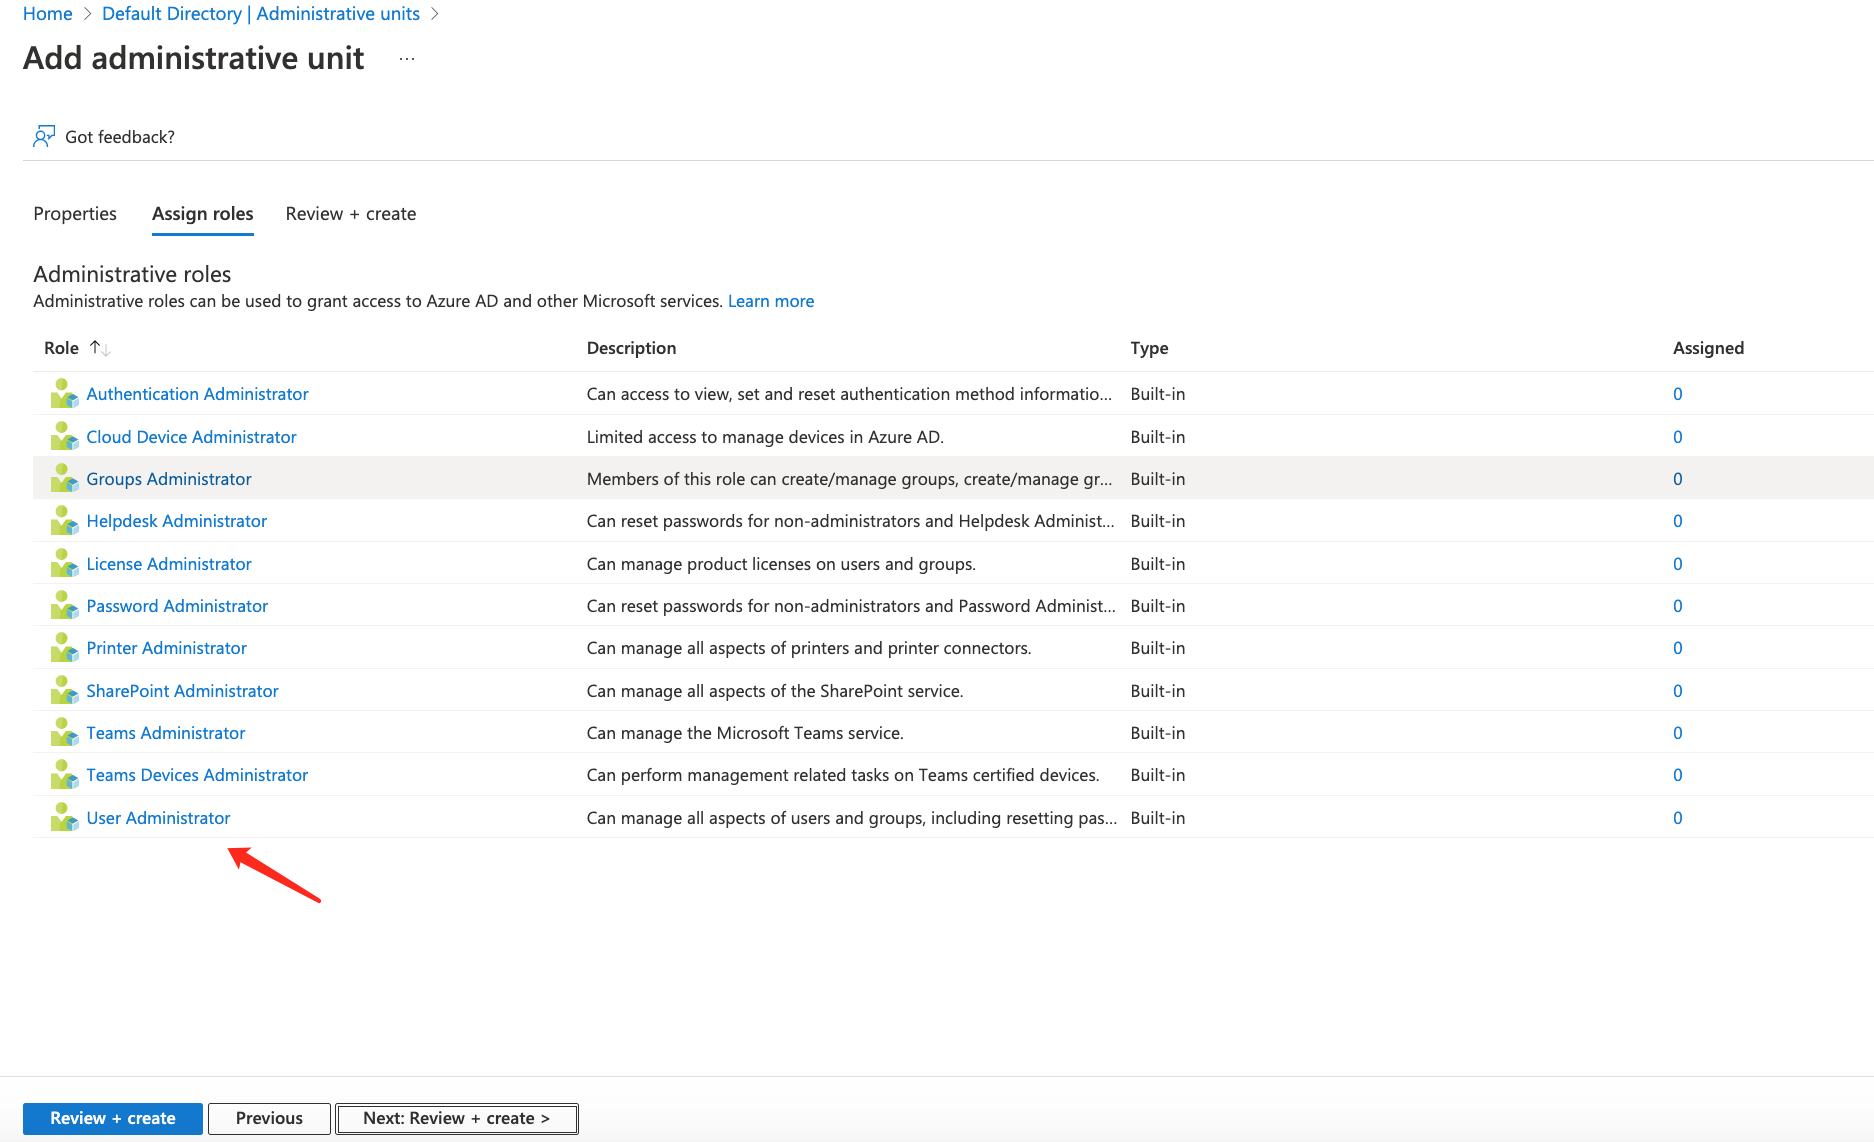 Home > Default Directory | Administrative units >
Add administrative unit ...
Got feedback?
Properties Assign roles Review + create
Administrative roles
Administrative roles can be used to grant access to Azure AD and other Microsoft services. Learn more
Role ↑↓ Description Type Assigned
Authentication Administrator Can access to view, set and reset authentication method informatio... Built-in 0
Cloud Device Administrator Limited access to manage devices in Azure AD. Built-in 0
Groups Administrator Members of this role can create/manage groups, create/manage gr... Built-in 0
Helpdesk Administrator Can reset passwords for non-administrators and Helpdesk Administ... Built-in 0
License Administrator Can manage product licenses on users and groups. Built-in 0
Password Administrator Can reset passwords for non-administrators and Password Administ... Built-in 0
Printer Administrator Can manage all aspects of printers and printer connectors. Built-in 0
SharePoint Administrator Can manage all aspects of the SharePoint service. Built-in 0
Teams Administrator Can manage the Microsoft Teams service. Built-in 0
Teams Devices Administrator Can perform management related tasks on Teams certified devices. Built-in 0
User Administrator Can manage all aspects of users and groups, including resetting pas... Built-in 0
Review + create Previous Next: Review + create >